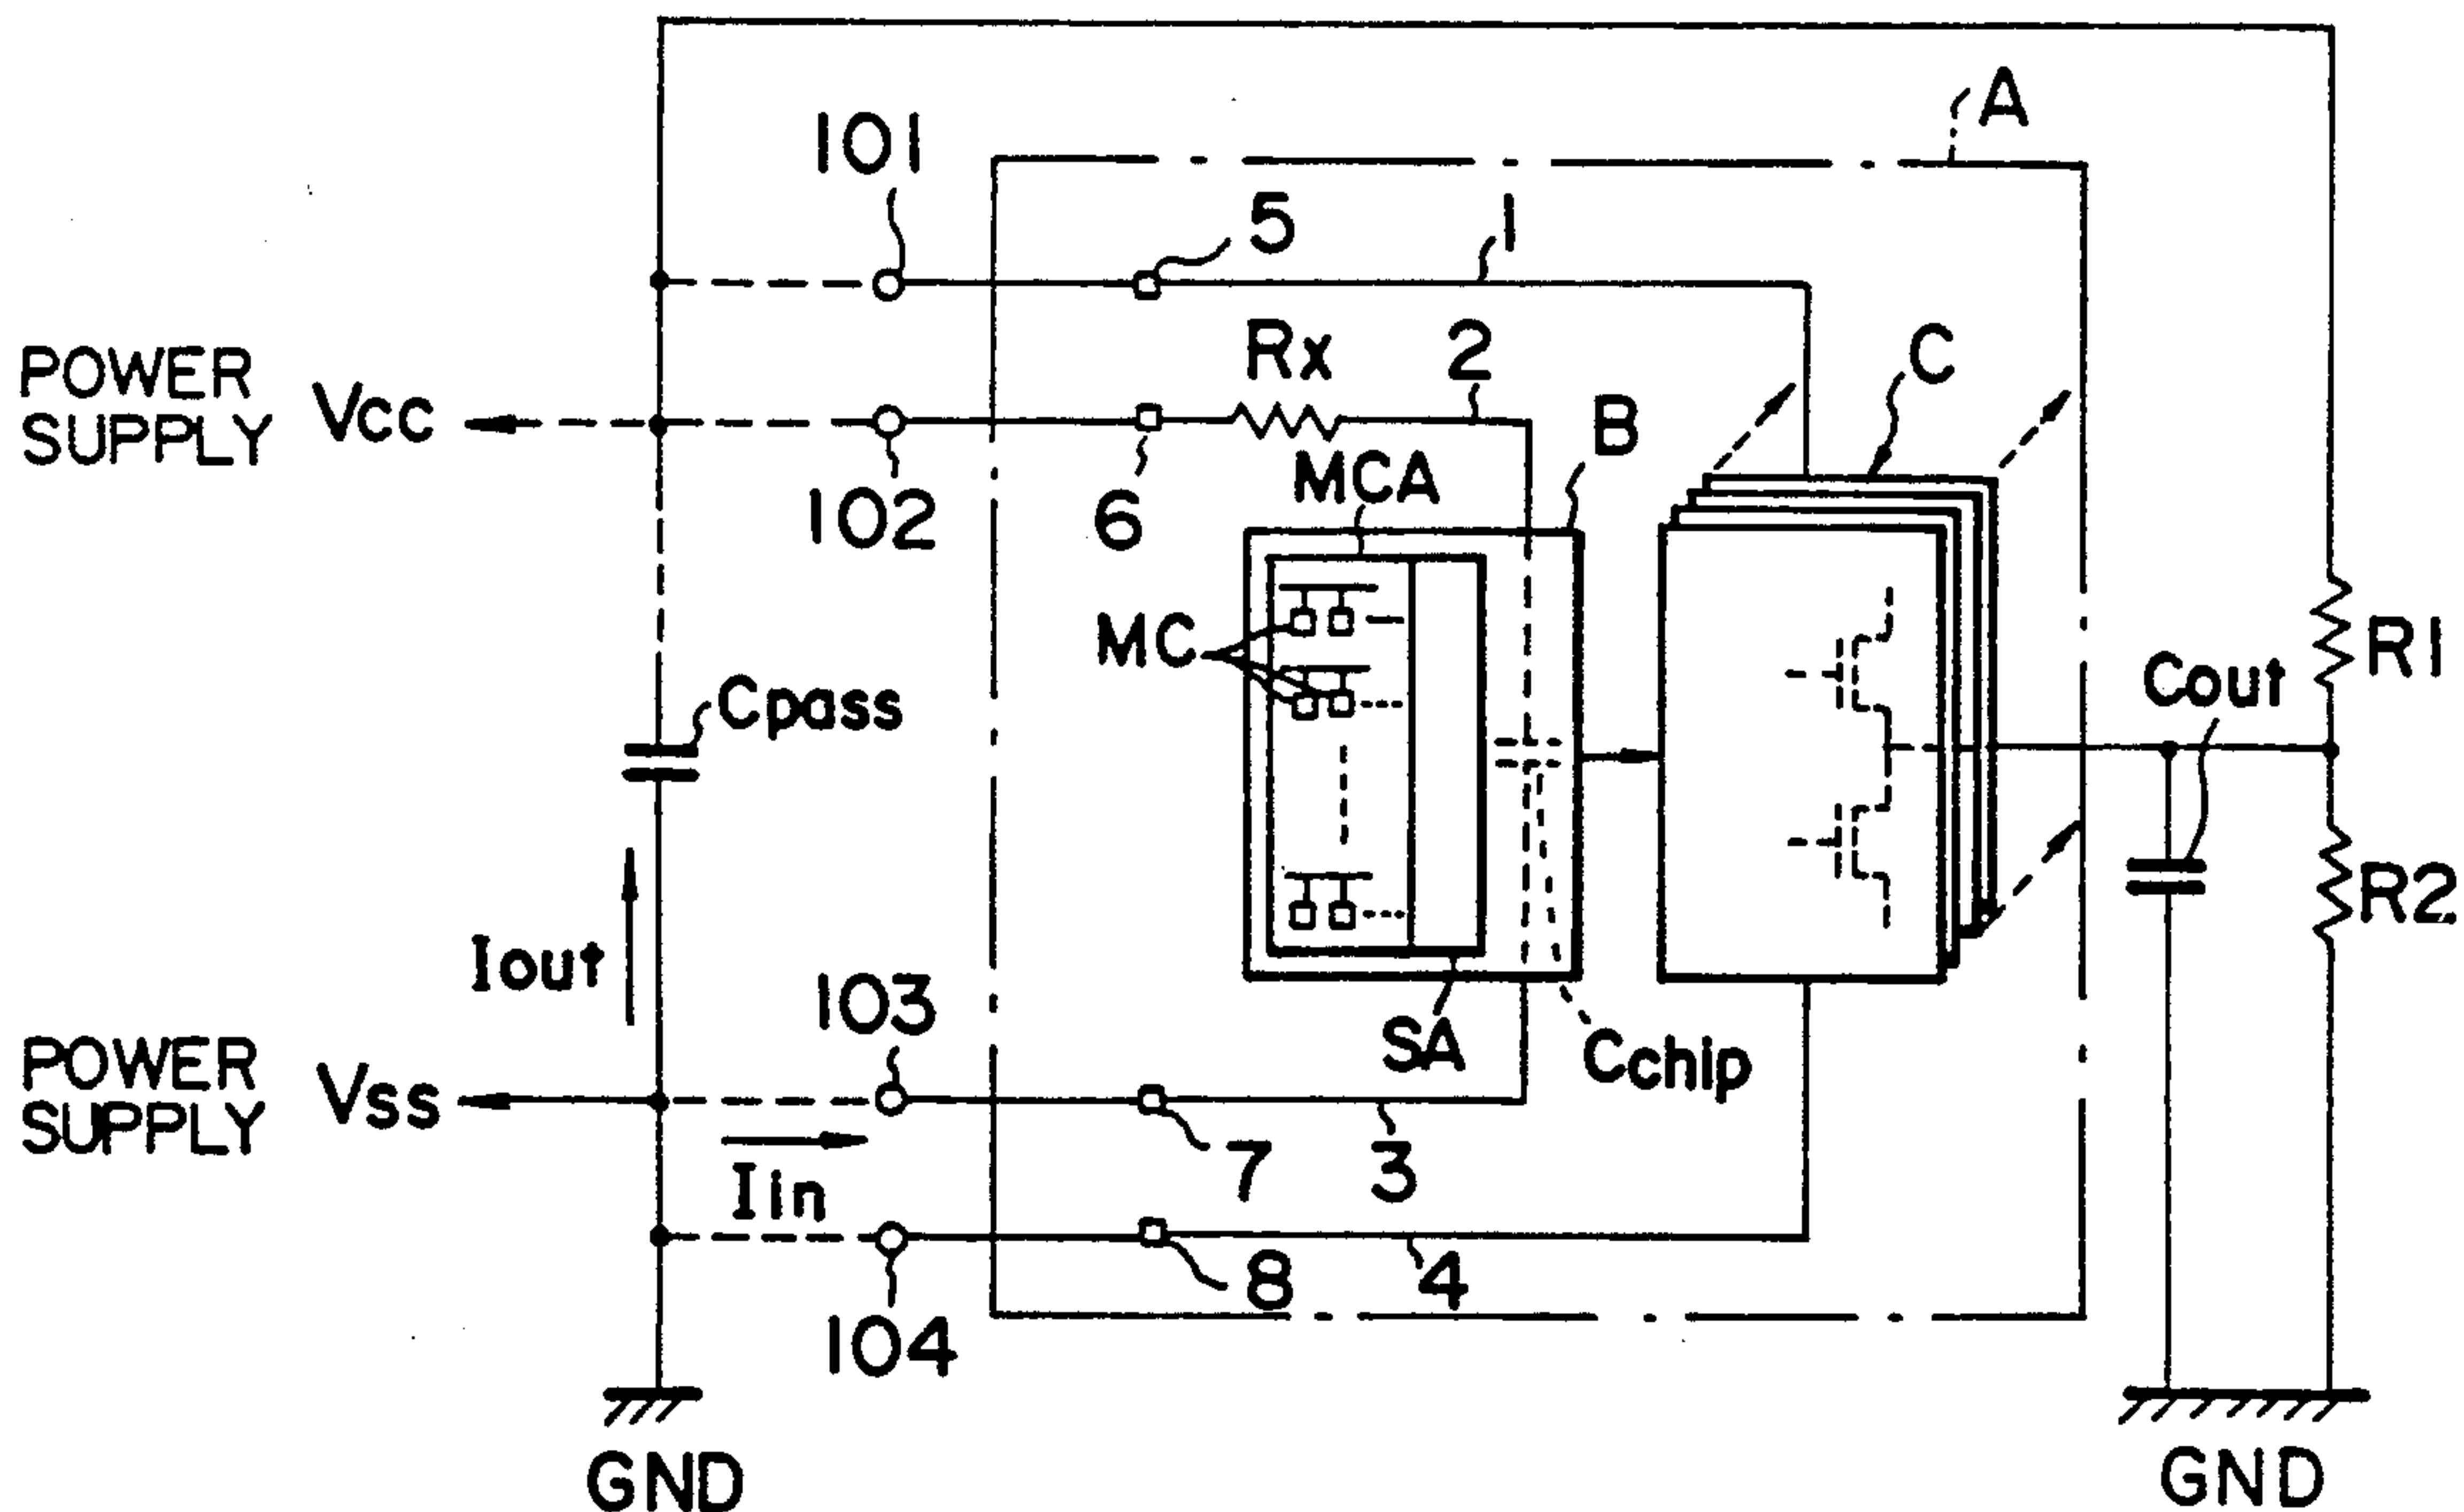 A
101
5
1
POWER
SUPPLY
Vcc
Rx
2
C
102
6
MCA
B
MC
R1
Cout
Cpass
R2
Iout
103
SA
Cchip
POWER
SUPPLY
Vss
Iin
7
3
8
4
104
GND
GND